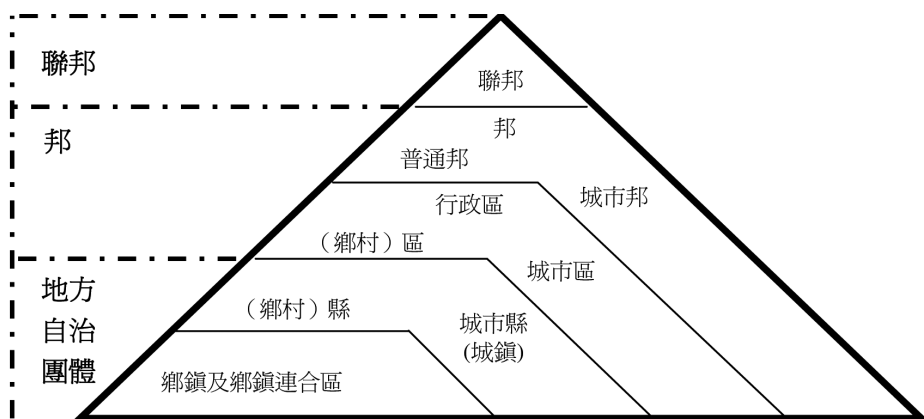 聯邦
聯邦
邦
邦
普通邦
城市邦
行政區
（鄉村）區
城市區
地方
自治
團體
（鄉村）縣
城市縣
(城鎮)
鄉鎮及鄉鎮連合區